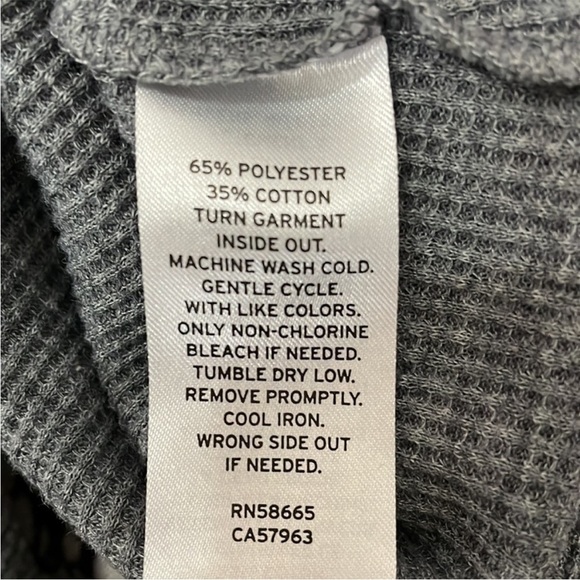 65% POLYESTER
35% COTTON
TURN GARMENT
INSIDE OUT.
MACHINE WASH COLD.
GENTLE CYCLE.
WITH LIKE COLORS.
ONLY NON-CHLORINE
BLEACH IF NEEDED.
TUMBLE DRY LOW.
REMOVE PROMPTLY.
COOL IRON.
WRONG SIDE OUT
IF NEEDED.
RN58665
CA57963